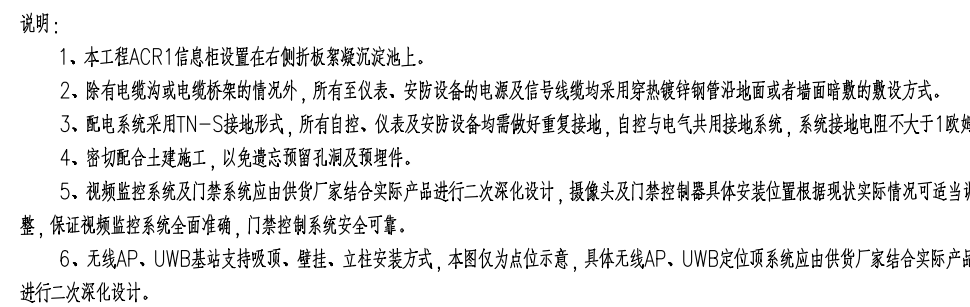 说明：
1、本工程ACR1信息柜设置在右侧折板絮凝沉淀池上。
2、除有电缆沟或电缆桥架的情况外，所有至仪表、安防设备的电源及信号线缆均采用穿热镀锌钢管沿地面或者墙面暗敷的敷设方式。
3、配电系统采用TN-S接地形式，所有自控、仪表及安防设备均需做好重复接地，自控与电气共用接地系统，系统接地电阻不大于1欧姆
4、密切配合土建施工，以免遗忘预留孔洞及预埋件。
5、视频监控系统及门禁系统应由供货厂家结合实际产品进行二次深化设计，摄像头及门禁控制器具体安装位置根据现状实际情况可适当调
整，保证视频监控系统全面准确，门禁控制系统安全可靠。
6、无线AP、UWB基站支持吸顶、壁挂、立柱安装方式，本图仅为点位示意，具体无线AP、UWB定位顶系统应由供货厂家结合实际产品
进行二次深化设计。